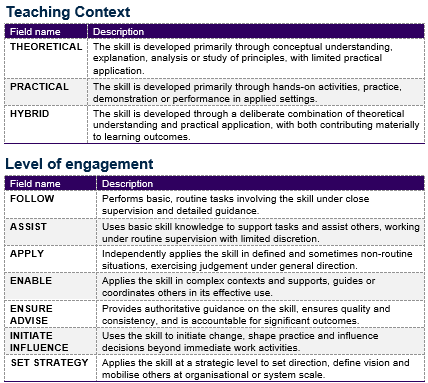 Teaching Context
Field name Description
THEORETICAL The skill is developed primarily through conceptual understanding,
explanation, analysis or study of principles, with limited practical
application.
PRACTICAL The skill is developed primarily through hands-on activities, practice,
demonstration or performance in applied settings.
HYBRID The skill is developed through a deliberate combination of theoretical
understanding and practical application, with both contributing materially
to learning outcomes.
Level of engagement
Field name Description
FOLLOW Performs basic, routine tasks involving the skill under close
supervision and detailed guidance.
ASSIST Uses basic skill knowledge to support tasks and assist others, working
under routine supervision with limited discretion.
APPLY Independently applies the skill in defined and sometimes non-routine
situations, exercising judgement under general direction.
ENABLE Applies the skill in complex contexts and supports, guides or
coordinates others in its effective use.
ENSURE Provides authoritative guidance on the skill, ensures quality and
ADVISE consistency, and is accountable for significant outcomes.
INITIATE Uses the skill to initiate change, shape practice and influence
INFLUENCE decisions beyond immediate work activities.
SET STRATEGY Applies the skill at a strategic level to set direction, define vision and
mobilise others at organisational or system scale.